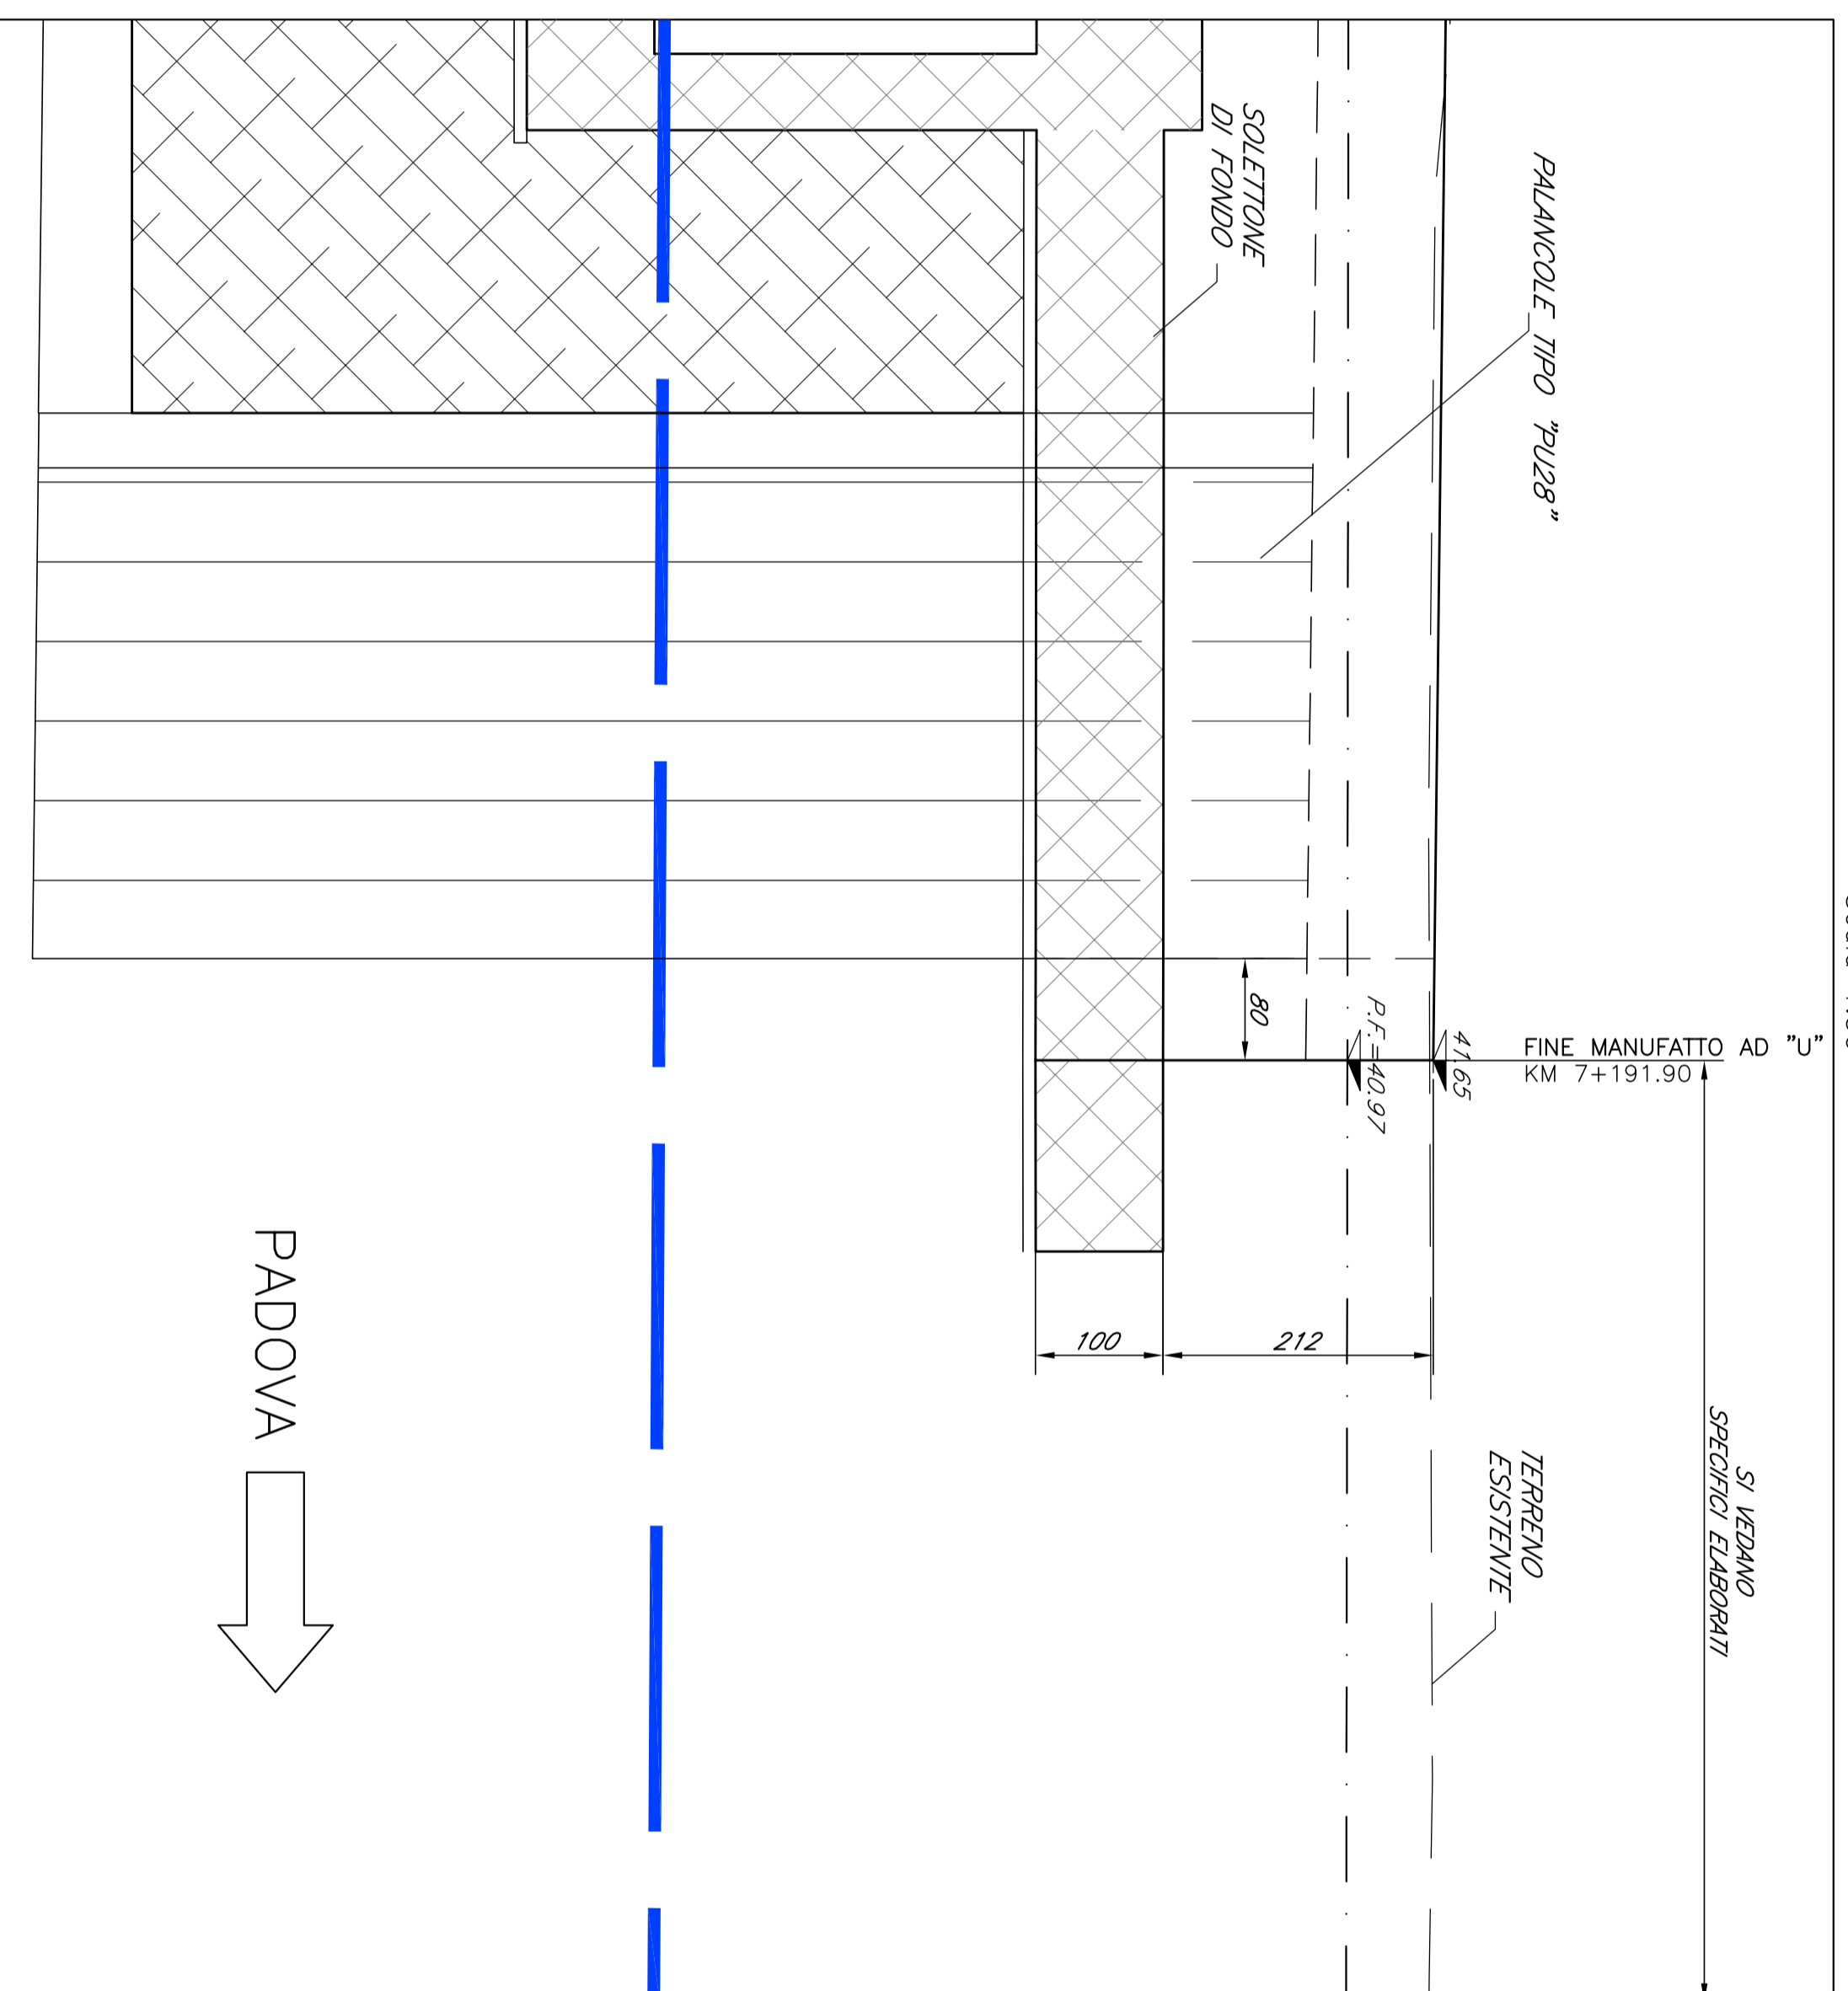 SOLETTONE
DI FONDO
PALANCOLE TIPO "PU28"
80
P.F.=40.97
41.65
FINE MANUFATTO AD "U"
KM 7+191.90
100
212
SI VEDANO
SPECIFICI ELABORATI
TERRENO
ESISTENTE
PADOVA